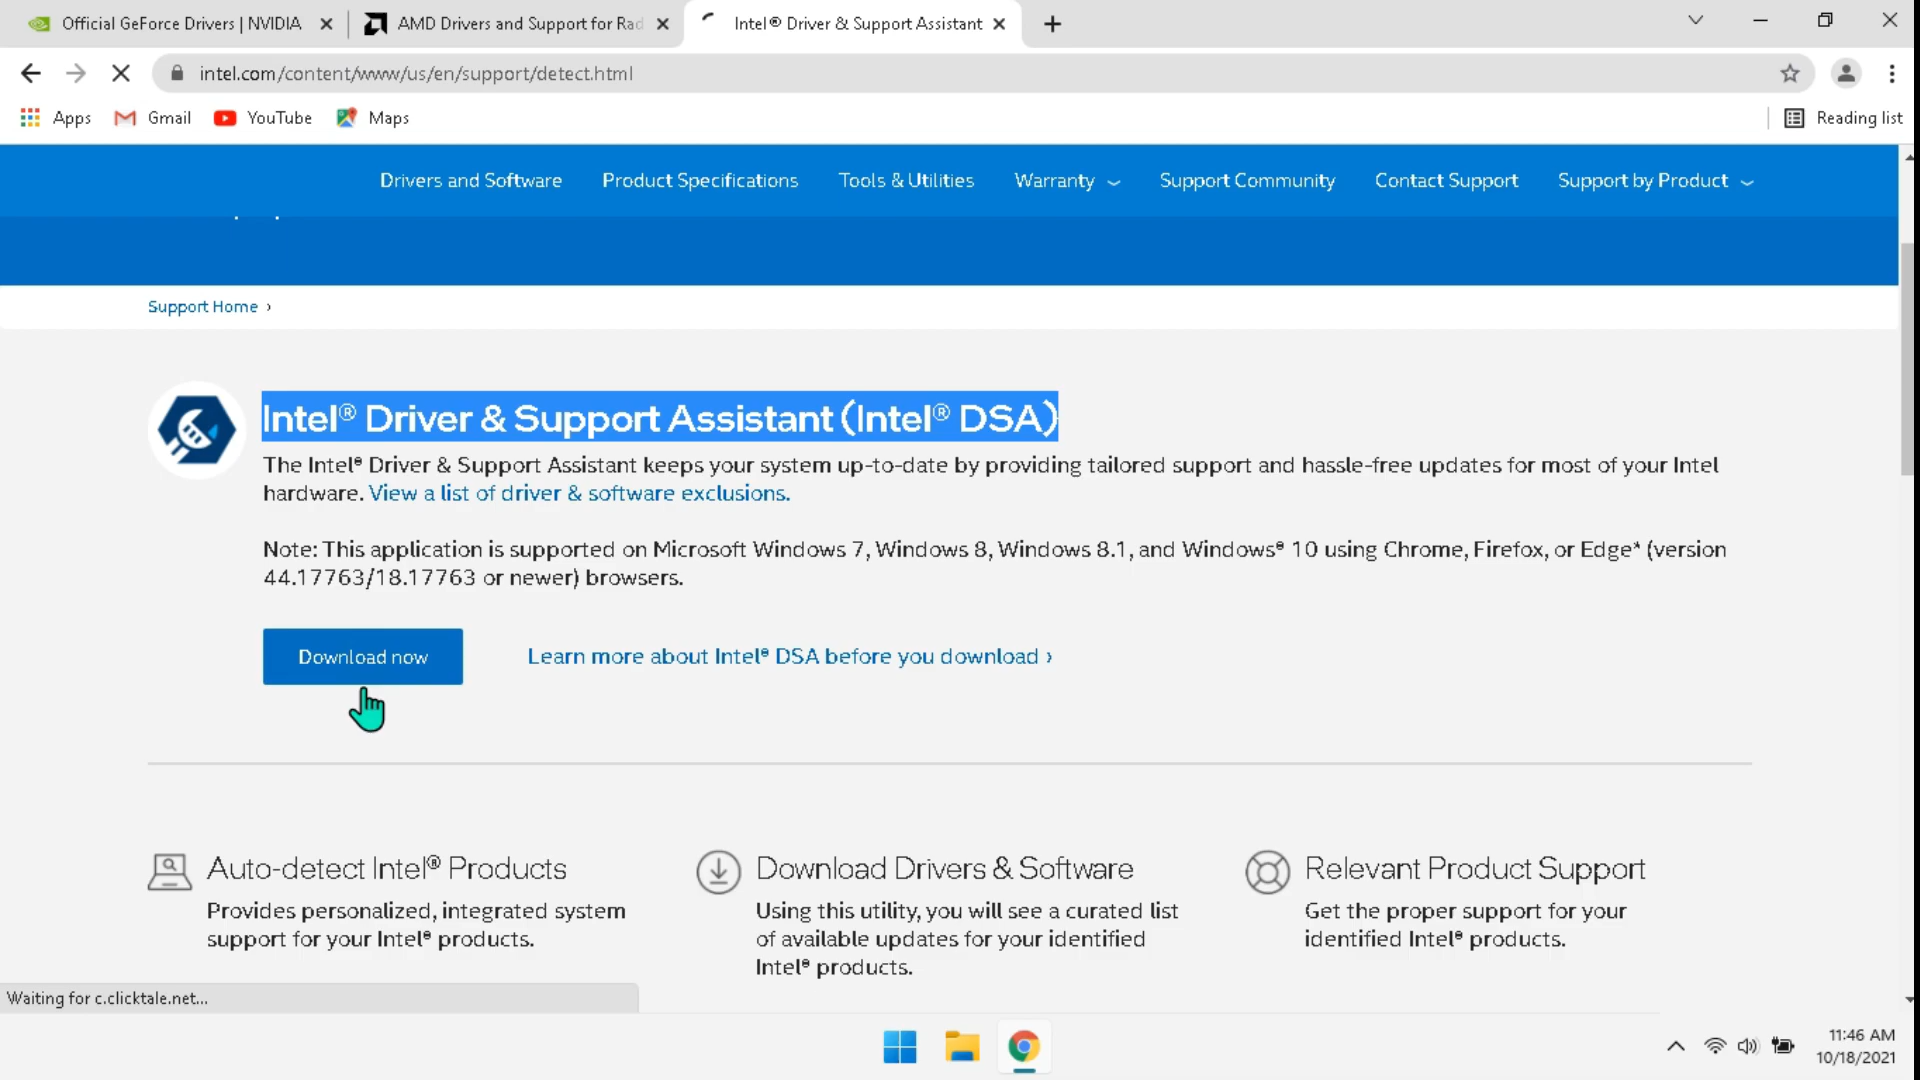 Official GeForce Drivers | NVIDIA
AMD Drivers and Support for Rad
Intel® Driver & Support Assistant
intel.com/content/www/us/en/support/detect.html
Apps
Gmail
YouTube
Maps
Reading list
Drivers and Software
Product Specifications
Tools & Utilities
Warranty
Support Community
Contact Support
Support by Product
Support Home ›
Intel® Driver & Support Assistant (Intel® DSA)
The Intel® Driver & Support Assistant keeps your system up-to-date by providing tailored support and hassle-free updates for most of your Intel
hardware. View a list of driver & software exclusions.
Note: This application is supported on Microsoft Windows 7, Windows 8, Windows 8.1, and Windows® 10 using Chrome, Firefox, or Edge* (version
44.17763/18.17763 or newer) browsers.
Download now
Learn more about Intel® DSA before you download ›
Auto-detect Intel® Products
Provides personalized, integrated system
support for your Intel® products.
Download Drivers & Software
Using this utility, you will see a curated list
of available updates for your identified
Intel® products.
Relevant Product Support
Get the proper support for your
identified Intel® products.
Waiting for c.clicktale.net...
11:46 AM
10/18/2021